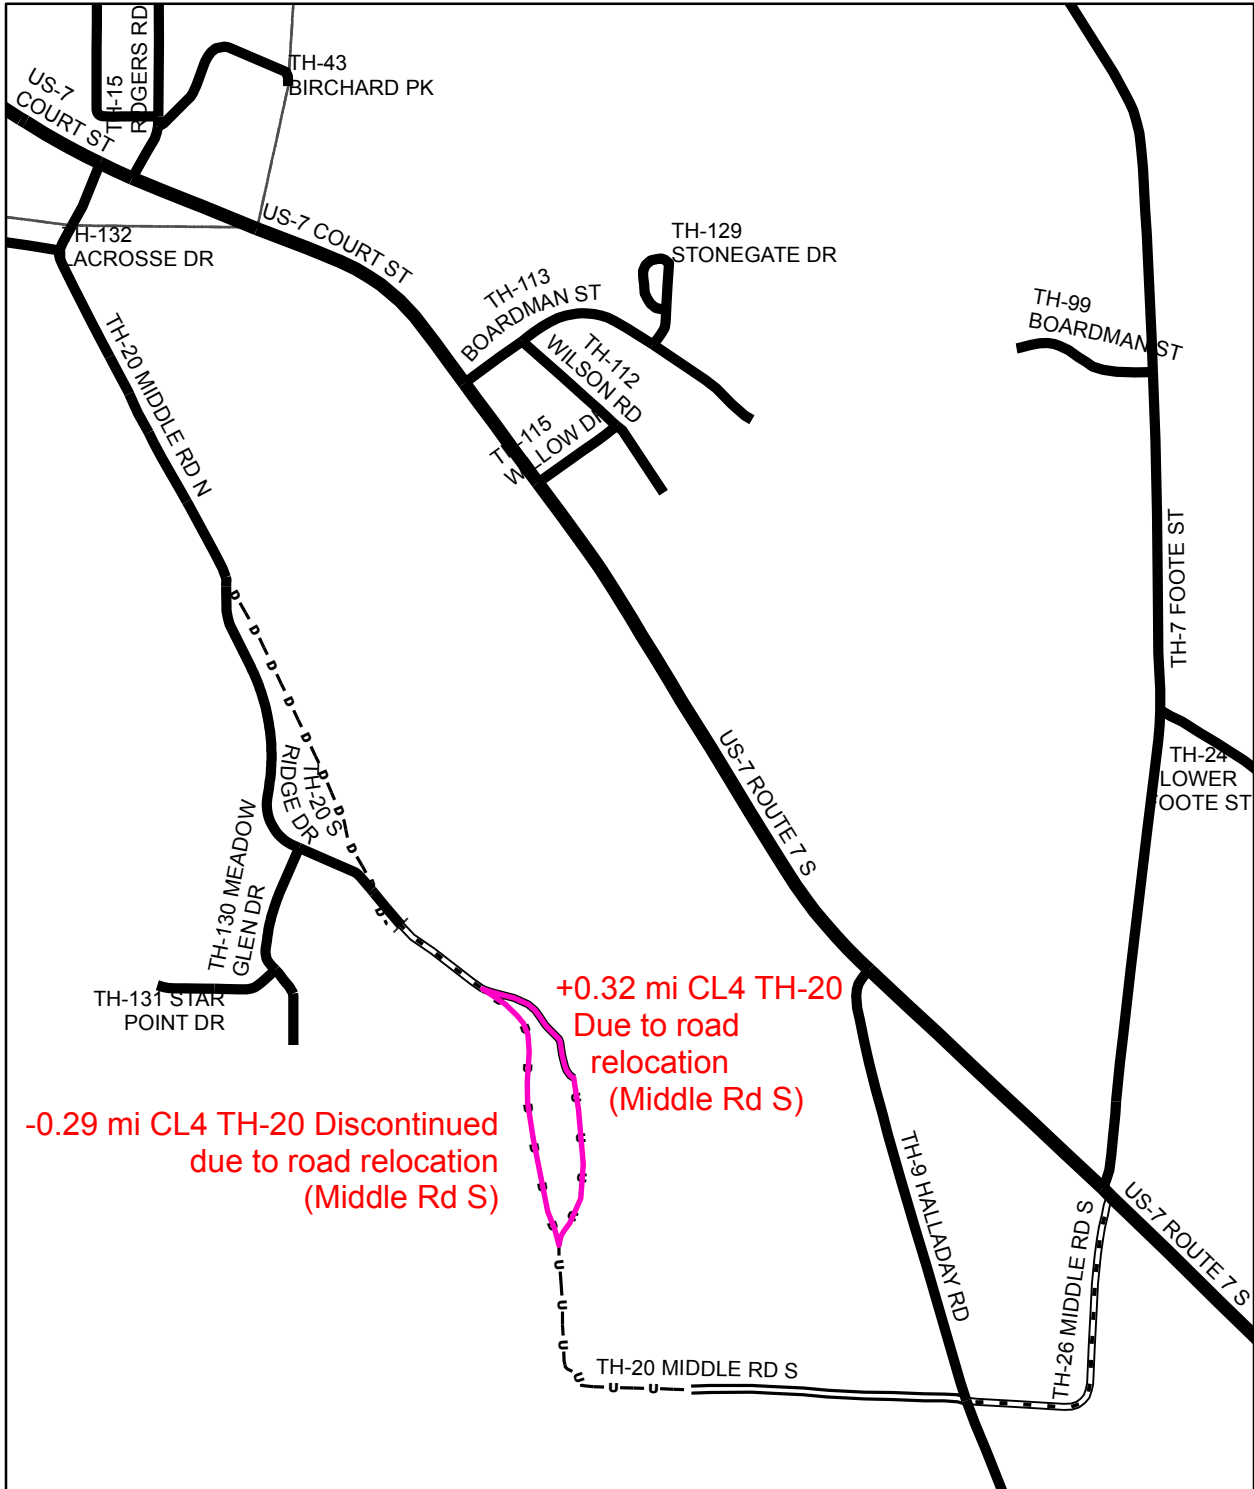 TH-15
ROGERS RD
TH-43
BIRCHARD PK
US-7
COURT ST
TH-132
LACROSSE DR
US-7 COURT ST
TH-129
STONEGATE DR
TH-113
BOARDMAN ST
TH-99
BOARDMAN ST
TH-112
WILSON RD
TH-115
WILLOW DR
TH-20 MIDDLE RD N
TH-7 FOOTE ST
TH-24
LOWER
FOOTE ST
US-7 ROUTE 7 S
TH-20 S
RIDGE DR
TH-130 MEADOW
GLEN DR
TH-131 STAR
POINT DR
+0.32 mi CL4 TH-20
Due to road
relocation
(Middle Rd S)
-0.29 mi CL4 TH-20 Discontinued
due to road relocation
(Middle Rd S)
TH-9 HALLADAY RD
TH-26 MIDDLE RD S
US-7 ROUTE 7 S
TH-20 MIDDLE RD S